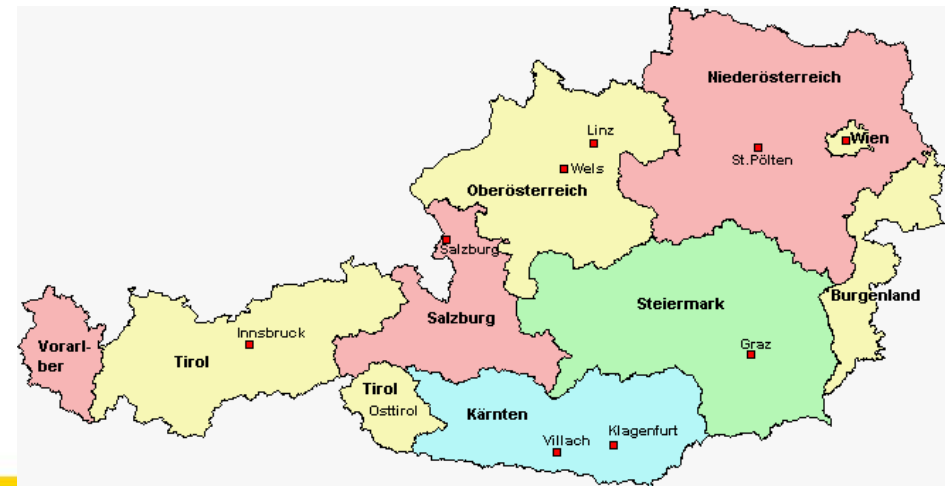 Niederösterreich
Linz
Wien
St.Pölten
Wels
Oberösterreich
Salzburg
Burgenland
Steiermark
Salzburg
Innsbruck
Vorarl-
ber
Tirol
Graz
Tirol
Osttirol
Kärnten
Villach
Klagenfurt